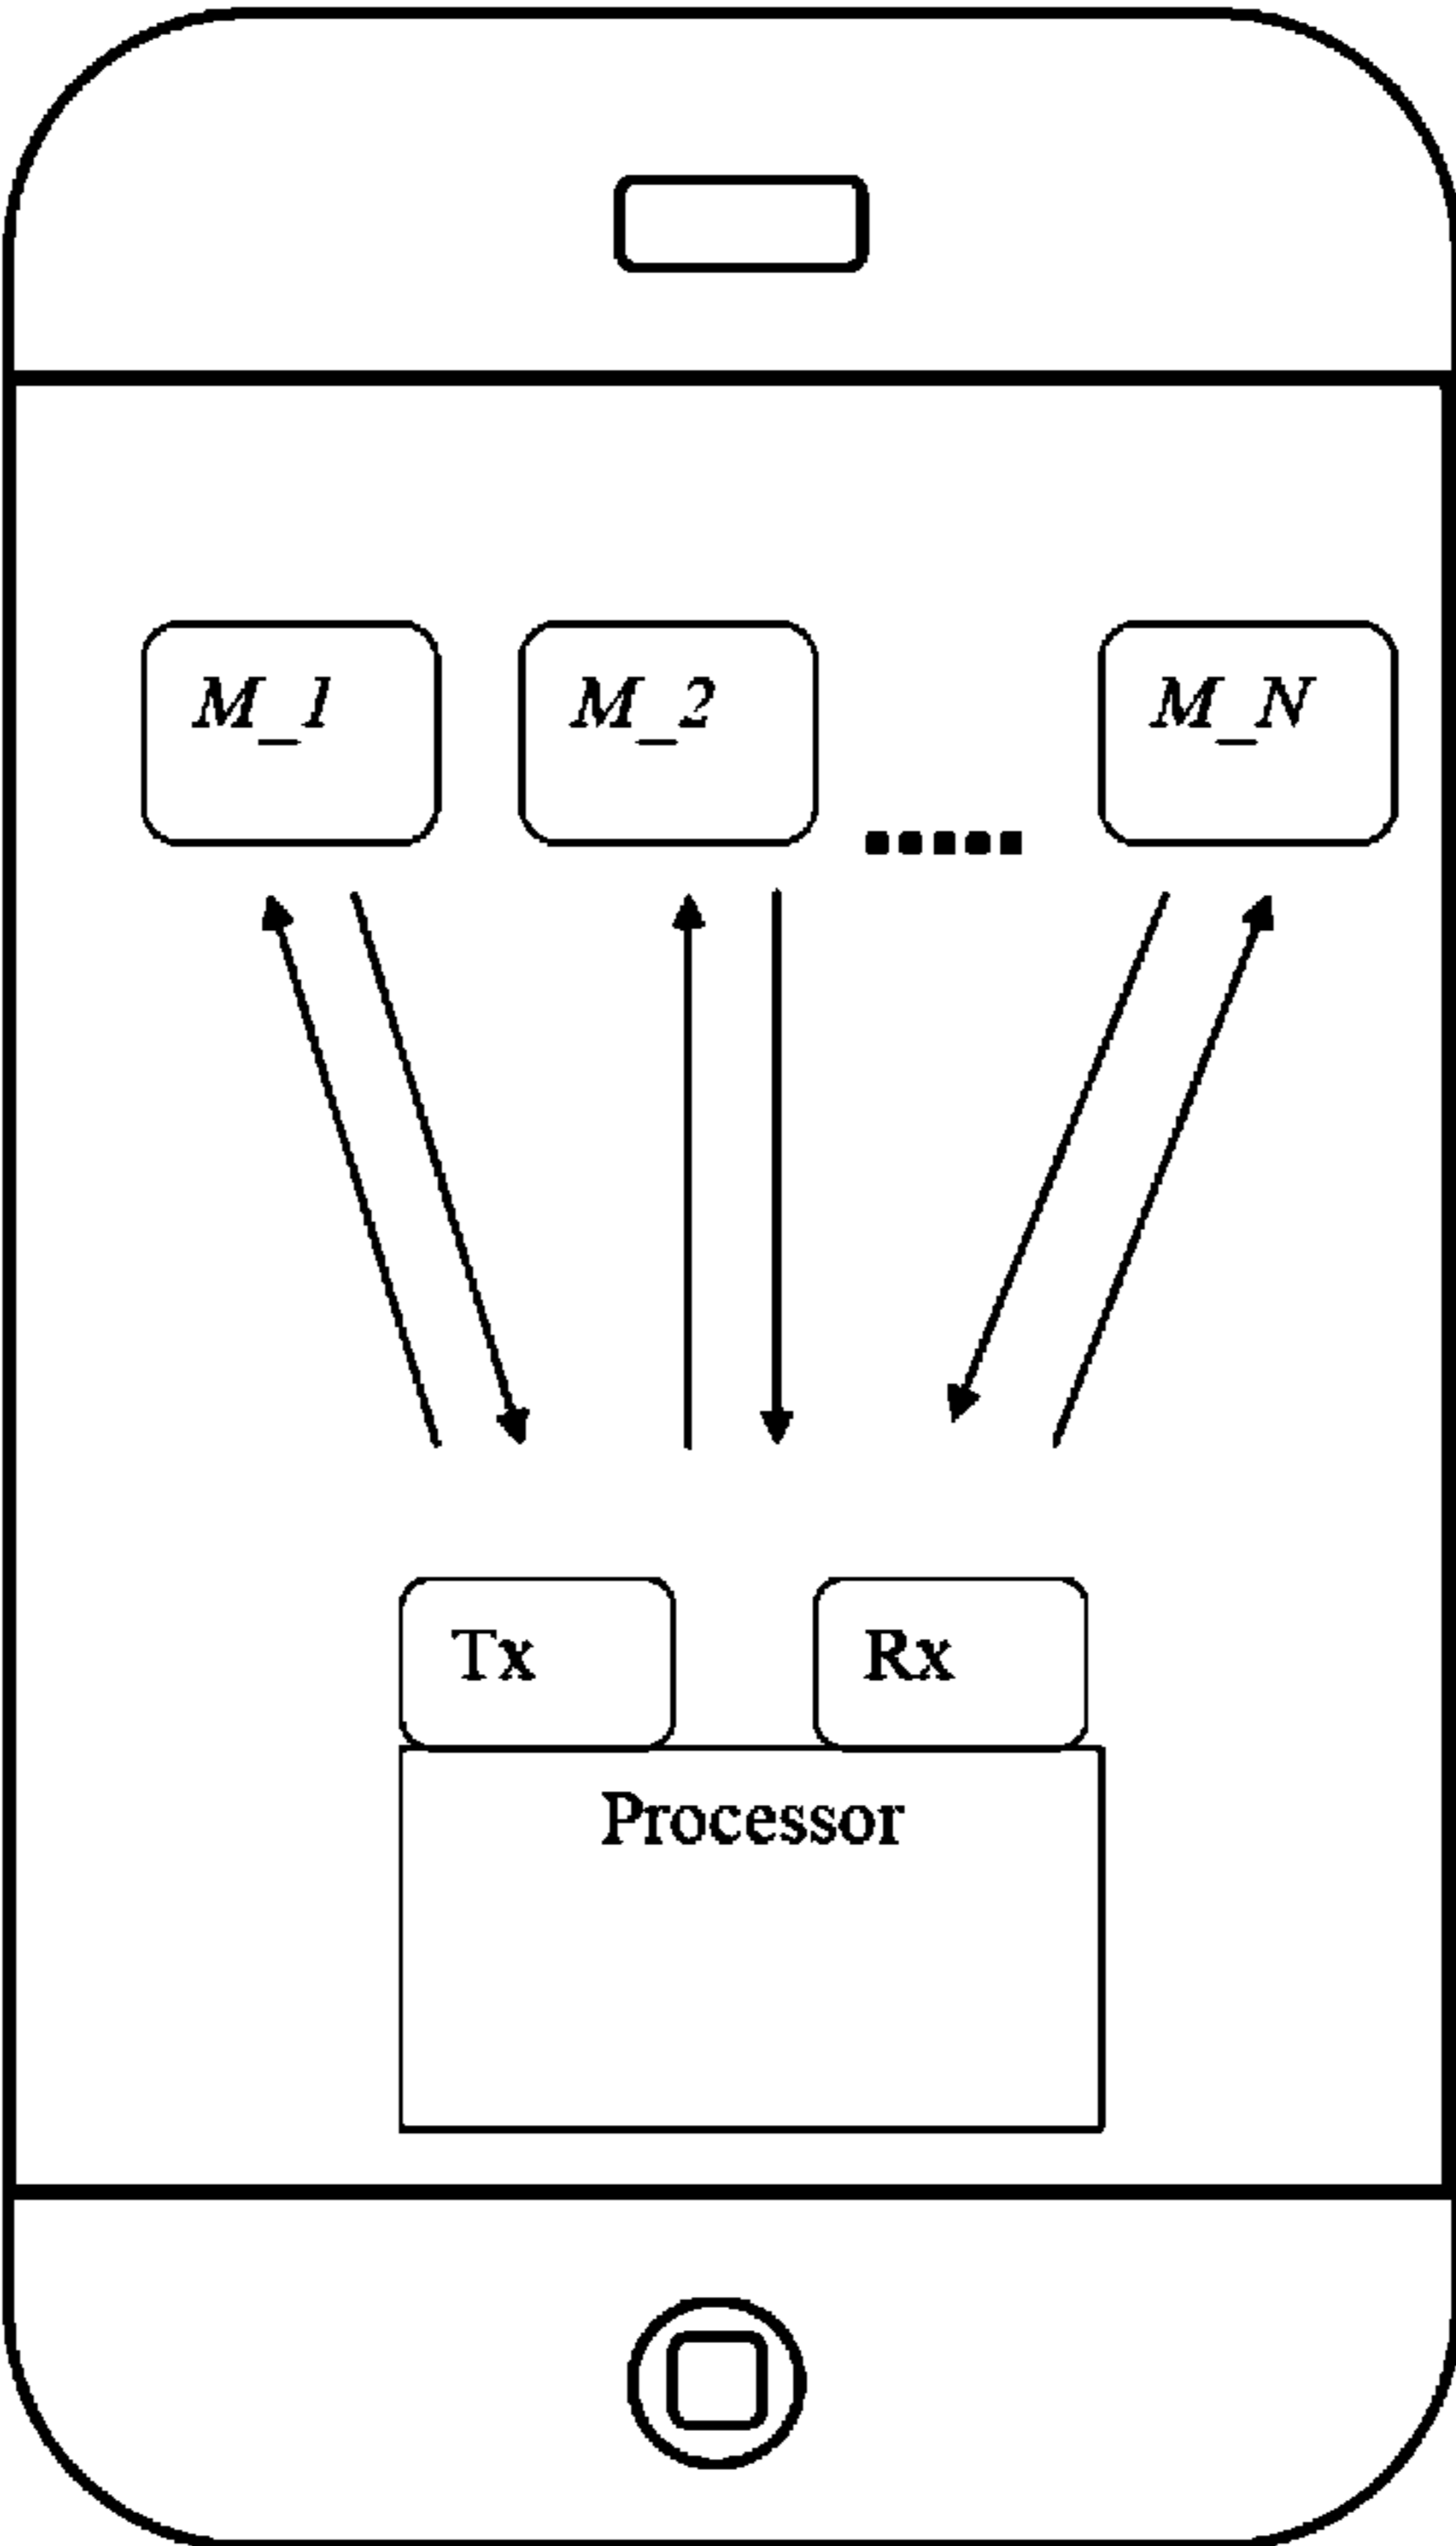 M_1 M_2 ..... M_N
Tx Rx
Processor